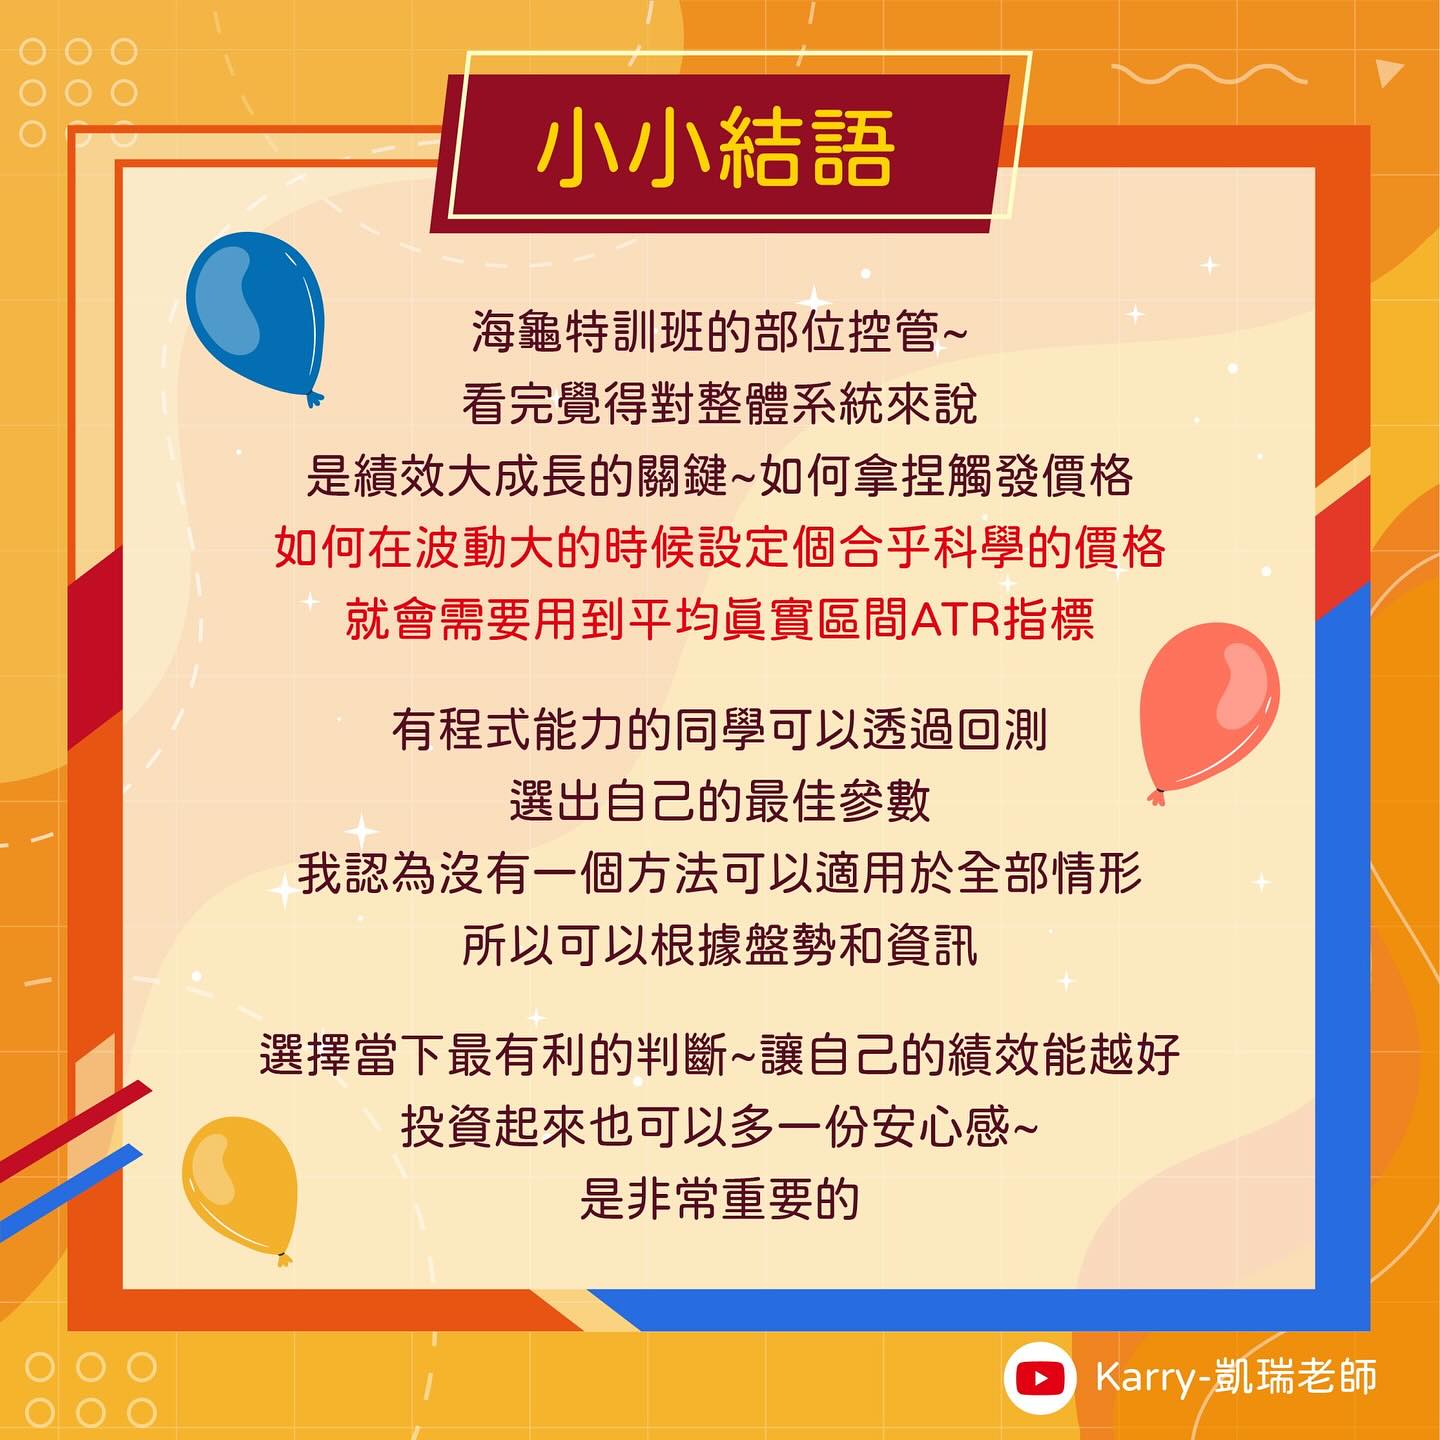 小小結語
海龜特訓班的部位控管~
看完覺得對整體系統來說
是績效大成長的關鍵~如何拿捏觸發價格
如何在波動大的時候設定個合乎科學的價格
就會需要用到平均真實區間ATR指標
有程式能力的同學可以透過回測
選出自己的最佳參數
我認為沒有一個方法可以適用於全部情形
所以可以根據盤勢和資訊
選擇當下最有利的判斷~讓自己的績效能越好
投資起來也可以多一份安心感~
是非常重要的
Karry-凱瑞老師